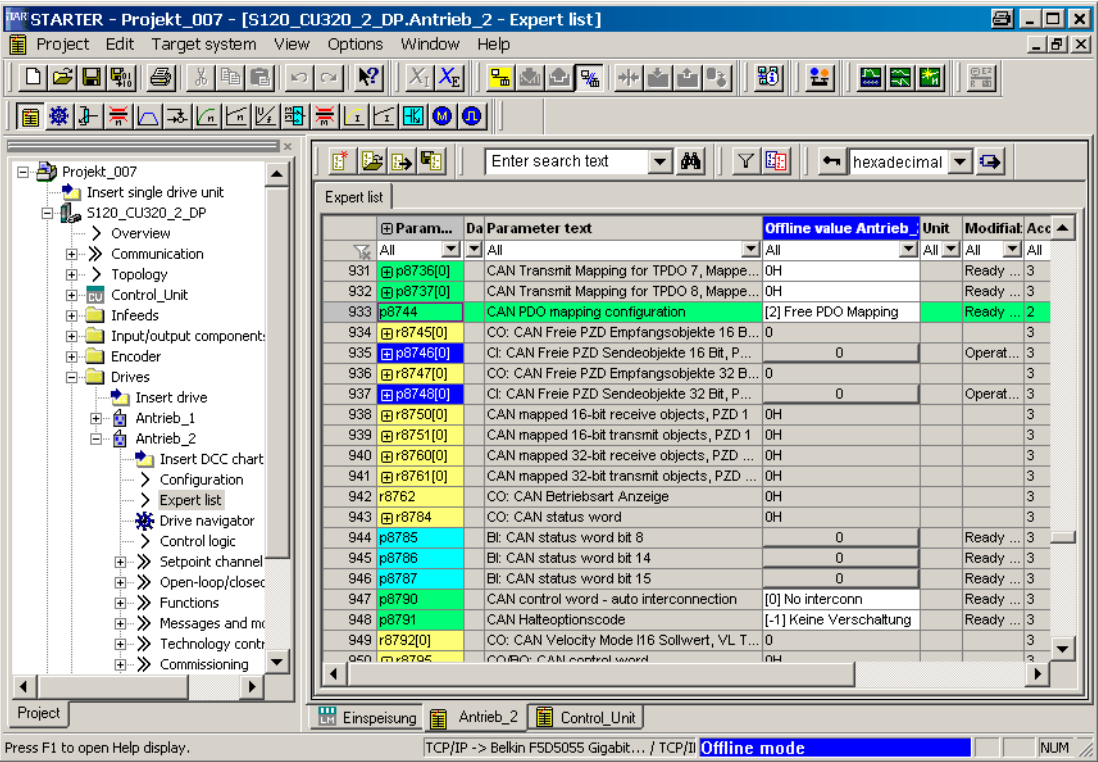 STARTER - Projekt_007 - [S120_CU320_2_DP.Antrieb_2 - Expert list]
Project Edit Target system View Options Window Help
Enter search text hexadecimal
Projekt_007
Insert single drive unit
S120_CU320_2_DP
Overview
Communication
Topology
Control_Unit
Infeeds
Input/output component
Encoder
Drives
Insert drive
Antrieb_1
Antrieb_2
Insert DCC chart
Configuration
Expert list
Drive navigator
Control logic
Setpoint channel
Open-loop/closed
Functions
Messages and mo
Technology contr
Commissioning
Project
Expert list
Param... Da Parameter text Offline value Antrieb_ Unit Modifial Acc
All All All All All All
931 p8736[0] CAN Transmit Mapping for TPDO 7, Mappe... 0H Ready ... 3
932 p8737[0] CAN Transmit Mapping for TPDO 8, Mappe... 0H Ready ... 3
933 p8744 CAN PDO mapping configuration [2] Free PDO Mapping Ready ... 2
934 r8745[0] CO: CAN Freie PZD Empfangsobjekte 16 B... 0 3
935 p8746[0] CI: CAN Freie PZD Sendeobjekte 16 Bit, P... 0 Operat... 3
936 r8747[0] CO: CAN Freie PZD Empfangsobjekte 32 B... 0 3
937 p8748[0] CI: CAN Freie PZD Sendeobjekte 32 Bit, P... 0 Operat... 3
938 r8750[0] CAN mapped 16-bit receive objects, PZD 1 0H 3
939 r8751[0] CAN mapped 16-bit transmit objects, PZD 1 0H 3
940 r8760[0] CAN mapped 32-bit receive objects, PZD ... 0H 3
941 r8761[0] CAN mapped 32-bit transmit objects, PZD ... 0H 3
942 r8762 CO: CAN Betriebsart Anzeige 0H 3
943 r8784 CO: CAN status word 0H 3
944 p8785 BI: CAN status word bit 8 0 Ready ... 3
945 p8786 BI: CAN status word bit 14 0 Ready ... 3
946 p8787 BI: CAN status word bit 15 0 Ready ... 3
947 p8790 CAN control word - auto interconnection [0] No interconn Ready ... 3
948 p8791 CAN Halteoptionscode [-1] Keine Verschaltung Ready ... 3
949 r8792[0] CO: CAN Velocity Mode I16 Sollwert, VL T... 0 3
950 r8795 CO/BO: CAN control word 0H 3
Einspeisung Antrieb_2 Control_Unit
Press F1 to open Help display. TCP/IP -> Belkin F5D5055 Gigabit... / TCP/I Offline mode NUM